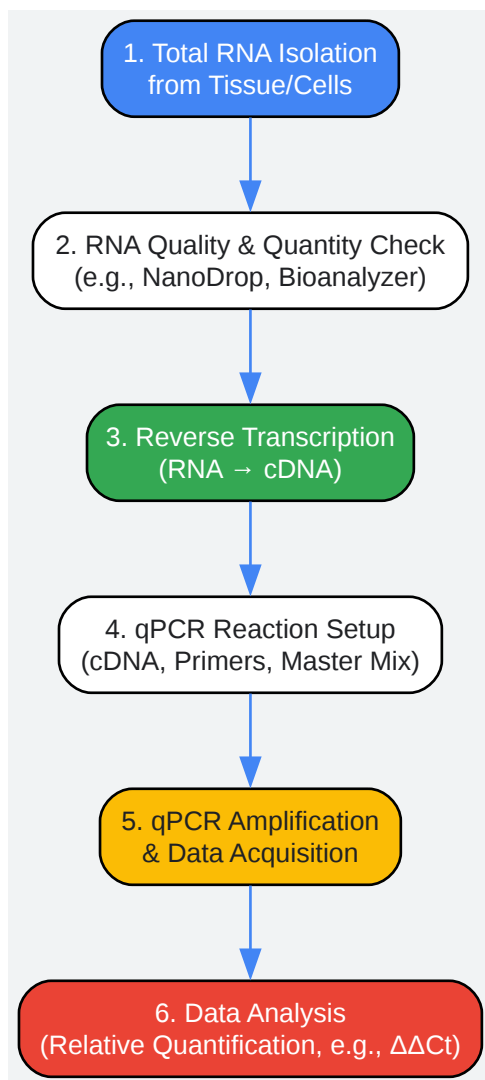 1. Total RNA Isolation
from Tissue/Cells
2. RNA Quality & Quantity Check
(e.g., NanoDrop, Bioanalyzer)
3. Reverse Transcription
(RNA → cDNA)
4. qPCR Reaction Setup
(cDNA, Primers, Master Mix)
5. qPCR Amplification
& Data Acquisition
6. Data Analysis
(Relative Quantification, e.g., ΔΔCt)